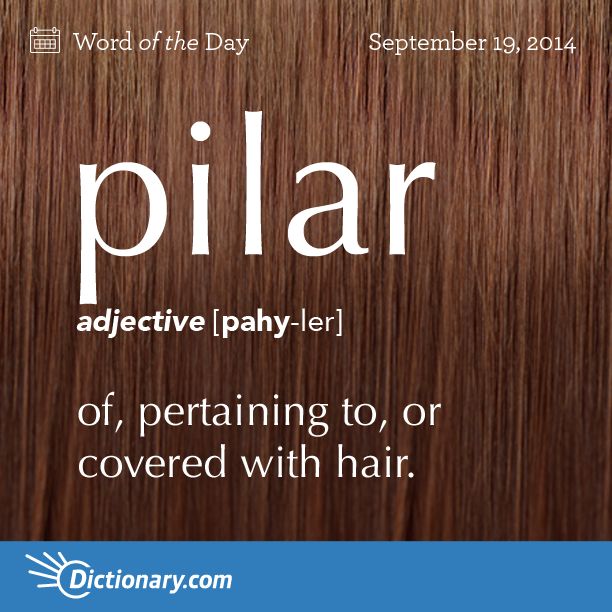 Word of the Day
September 19, 2014
pilar
adjective [pahy-ler]
of, pertaining to, or
covered with hair.
Dictionary.com